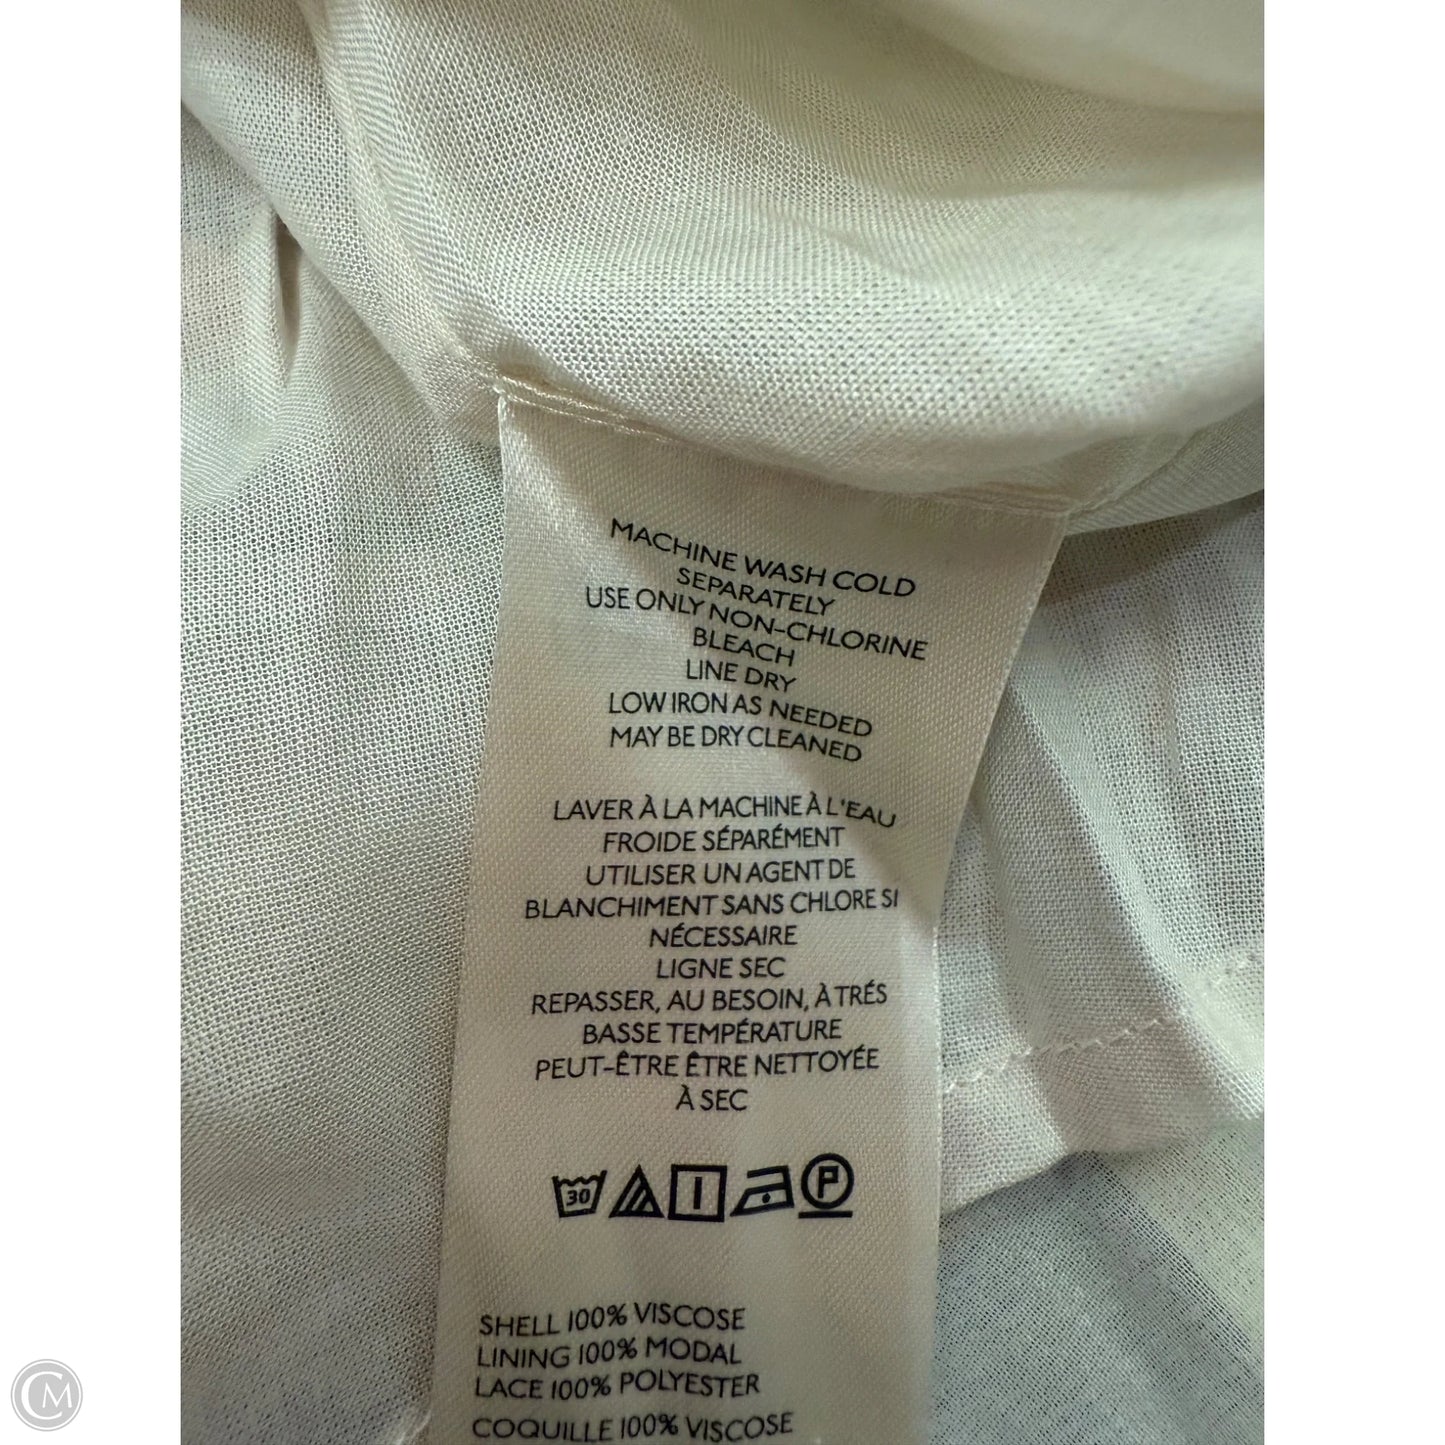 MACHINE WASH COLD
SEPARATELY
USE ONLY NON-CHLORINE
BLEACH
LINE DRY
LOW IRON AS NEEDED
MAY BE DRY CLEANED
LAVER À LA MACHINE À L'EAU
FROIDE SÉPARÉMENT
UTILISER UN AGENT DE
BLANCHIMENT SANS CHLORE SI
NÉCESSAIRE
LIGNE SEC
REPASSER, AU BESOIN, À TRÉS
BASSE TEMPÉRATURE
PEUT-ÊTRE ÊTRE NETTOYÉE
À SEC
30 P
SHELL 100% VISCOSE
LINING 100% MODAL
LACE 100% POLYESTER
COQUILLE 100% VISCOSE
CM